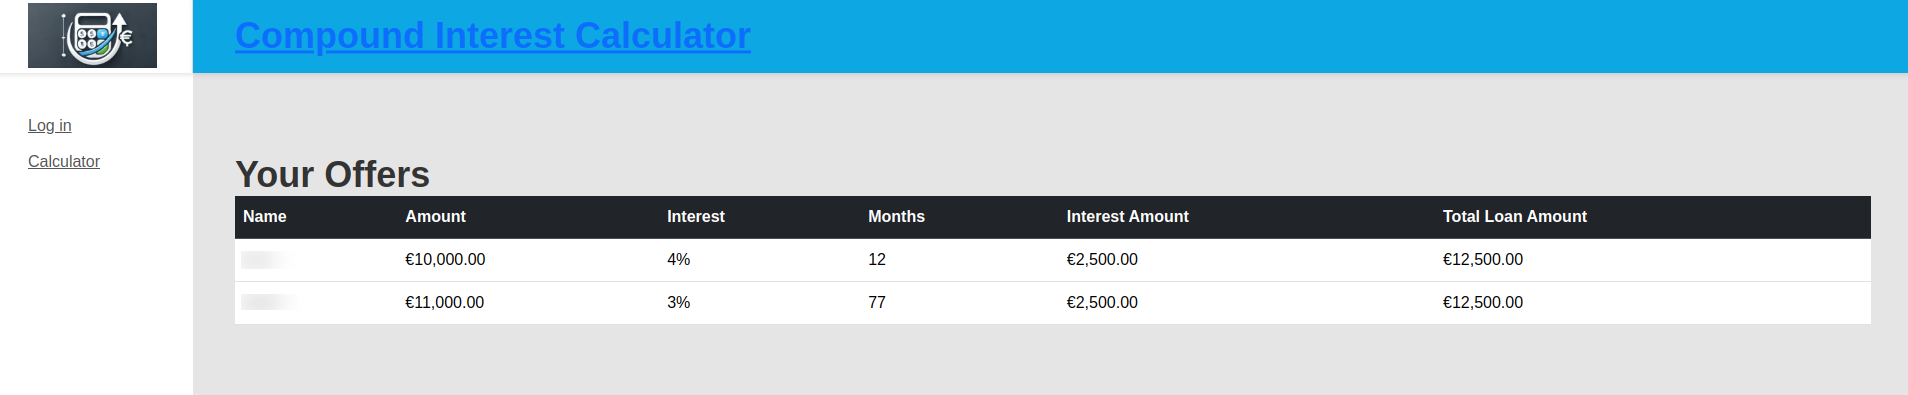 Compound Interest Calculator
Log in
Calculator
Your Offers
Name Amount Interest Months Interest Amount Total Loan Amount
€10,000.00 4% 12 €2,500.00 €12,500.00
€11,000.00 3% 77 €2,500.00 €12,500.00